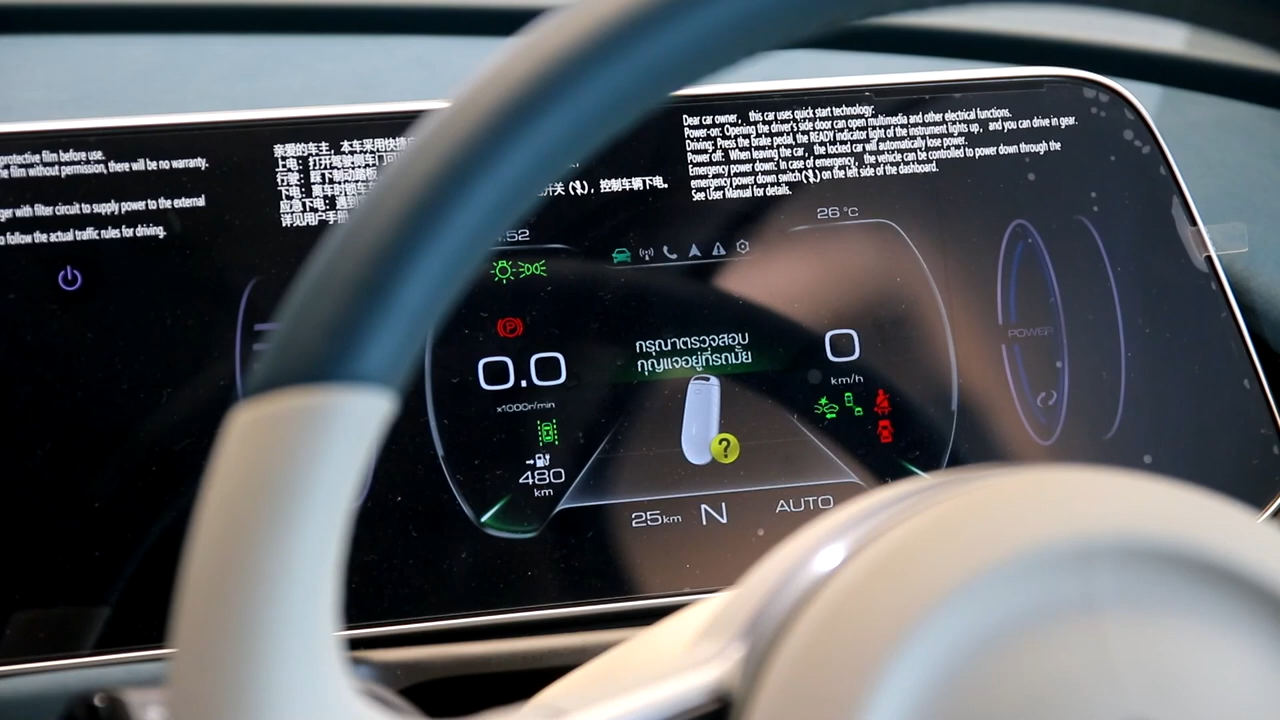 protective film before use.
he film without permission, there will be no warranty.
ger with filter circuit to supply power to the external
o follow the actual traffic rules for driving.
亲爱的车主，本车采用快捷
上电：打开驾驶侧车门可
行驶：踩下制动踏板
下电：离车时锁车
应急下电：遇到
开关（），控制车辆下电。
详见用户手册
Dear car owner， this car uses quick start technology:
Power-on: Opening the driver's side door can open multimedia and other electrical functions.
Driving: Press the brake pedal, the READY indicator light of the instrument lights up， and you can drive in gear.
Power off: When leaving the car， the locked car will automatically lose power.
Emergency power down: In case of emergency， the vehicle can be controlled to power down through the
emergency power down switch () on the left side of the dashboard.
See User Manual for details.
:52
26 °C
P
กรุณาตรวจสอบ
กุญแจอยู่ที่รถมั้ย
0.0
x1000r/min
0
km/h
POWER
?
480
km
25km
N
AUTO